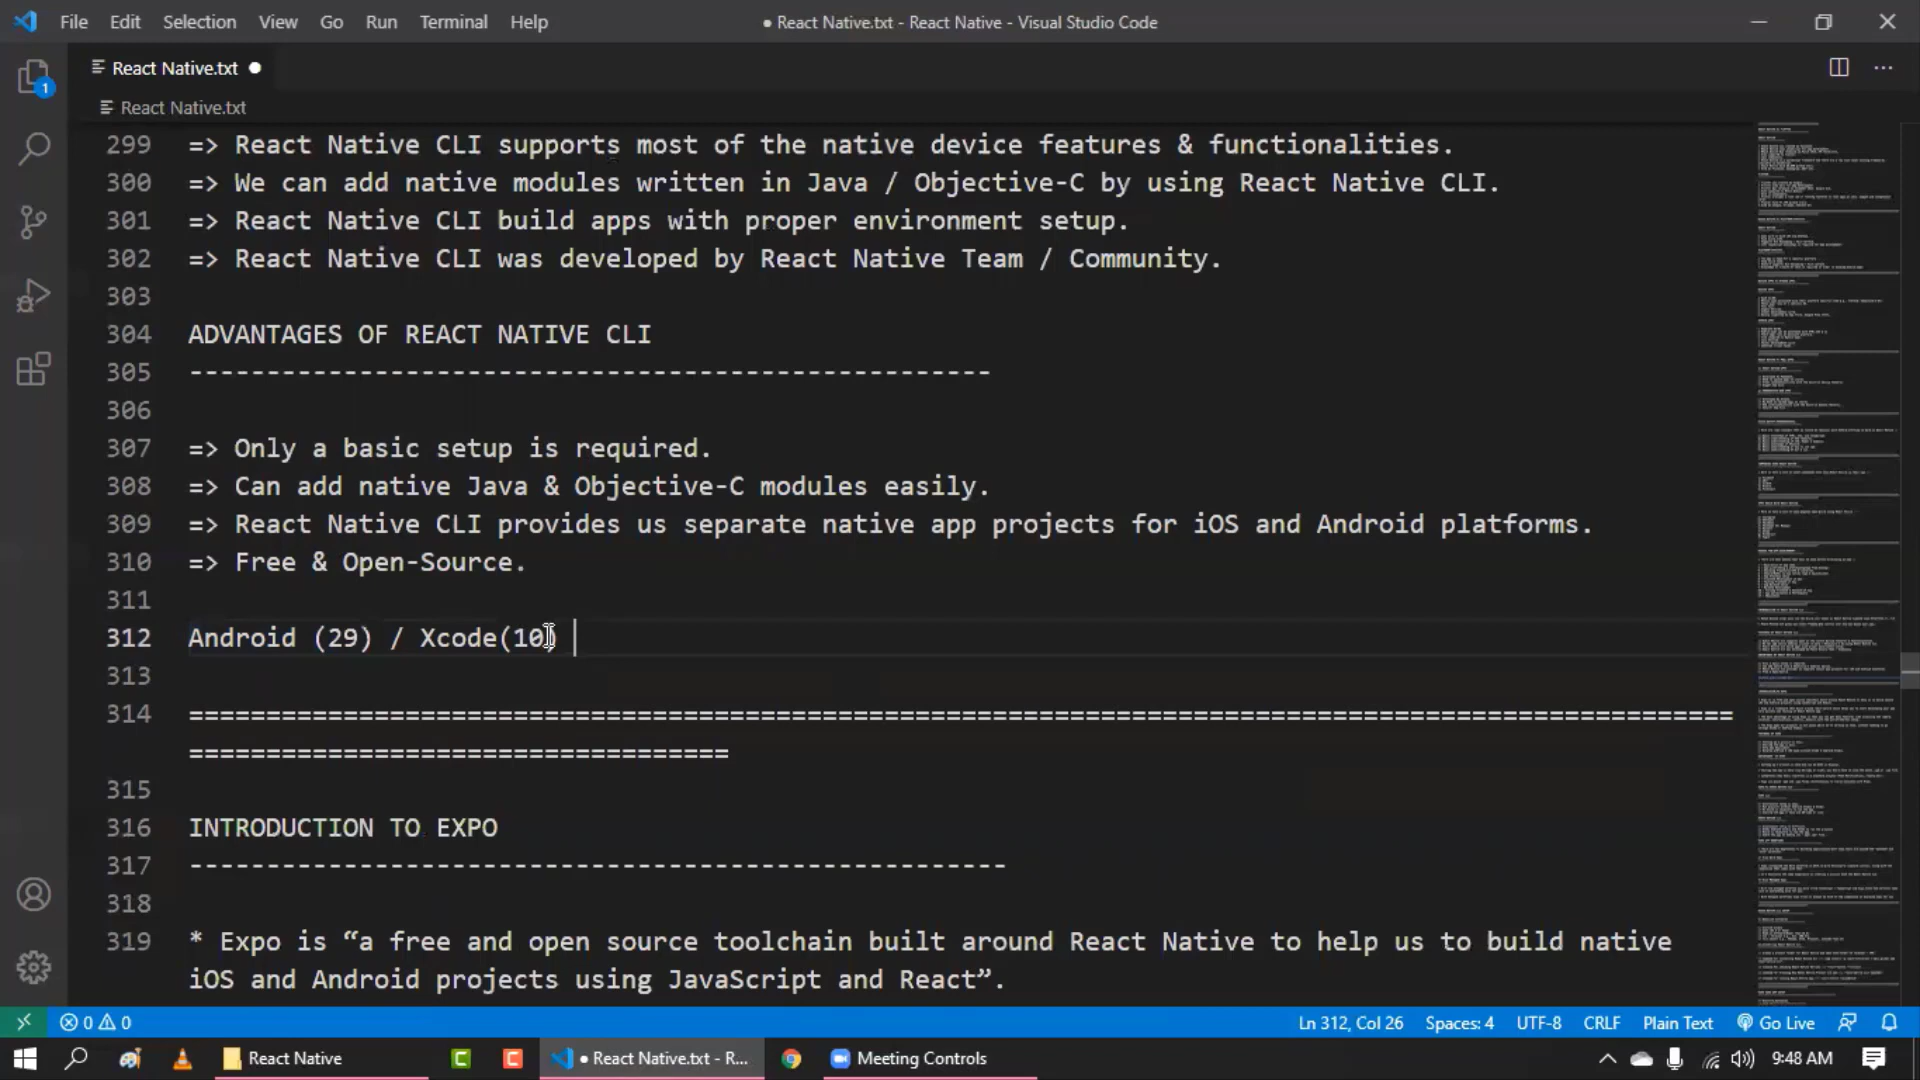 File Edit Selection View Go Run Terminal Help ● React Native.txt - React Native - Visual Studio Code
React Native.txt
React Native.txt
299 => React Native CLI supports most of the native device features & functionalities.
300 => We can add native modules written in Java / Objective-C by using React Native CLI.
301 => React Native CLI build apps with proper environment setup.
302 => React Native CLI was developed by React Native Team / Community.
303
304 ADVANTAGES OF REACT NATIVE CLI
305 ----------------------------------------------------
306
307 => Only a basic setup is required.
308 => Can add native Java & Objective-C modules easily.
309 => React Native CLI provides us separate native app projects for iOS and Android platforms.
310 => Free & Open-Source.
311
312 Android (29) / Xcode(10)
313
314 ====================================================================================================
===================================
315
316 INTRODUCTION TO EXPO
317 -----------------------------------------------------
318
319 * Expo is “a free and open source toolchain built around React Native to help us to build native
iOS and Android projects using JavaScript and React”.
1
0 0 Ln 312, Col 26 Spaces: 4 UTF-8 CRLF Plain Text Go Live
React Native C C ● React Native.txt - R... Meeting Controls 9:48 AM